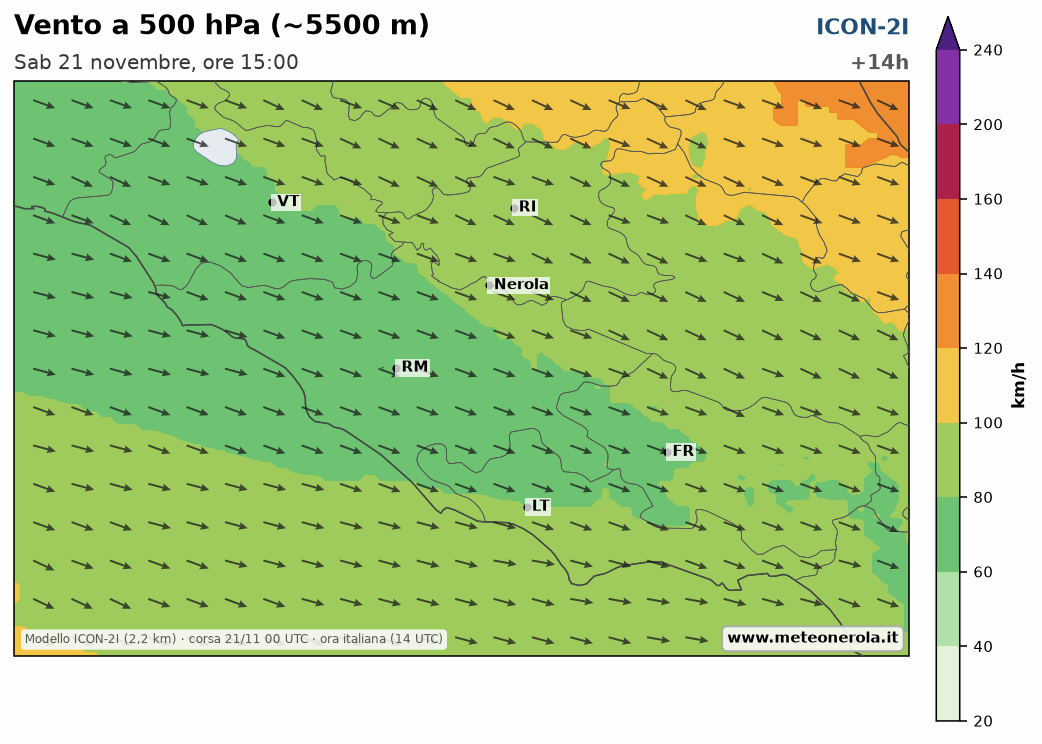 Vento a 500 hPa (~5500 m)
ICON-2I
Sab 21 novembre, ore 15:00
+14h
VT
RI
Nerola
RM
FR
LT
Modello ICON-2I (2,2 km) · corsa 21/11 00 UTC · ora italiana (14 UTC)
www.meteonerola.it
240
200
160
140
120
100
80
60
40
20
km/h